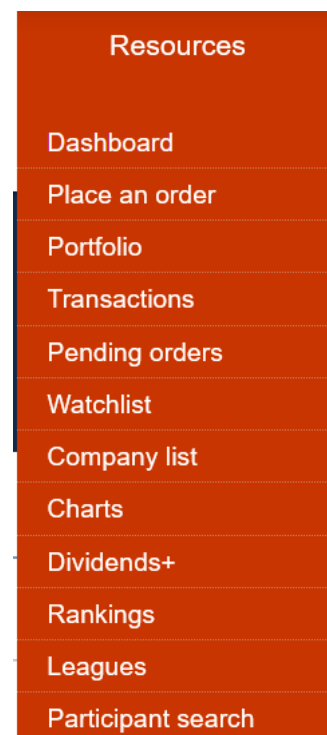 Resources
Dashboard
Place an order
Portfolio
Transactions
Pending orders
Watchlist
Company list
Charts
Dividends+
Rankings
Leagues
Participant search